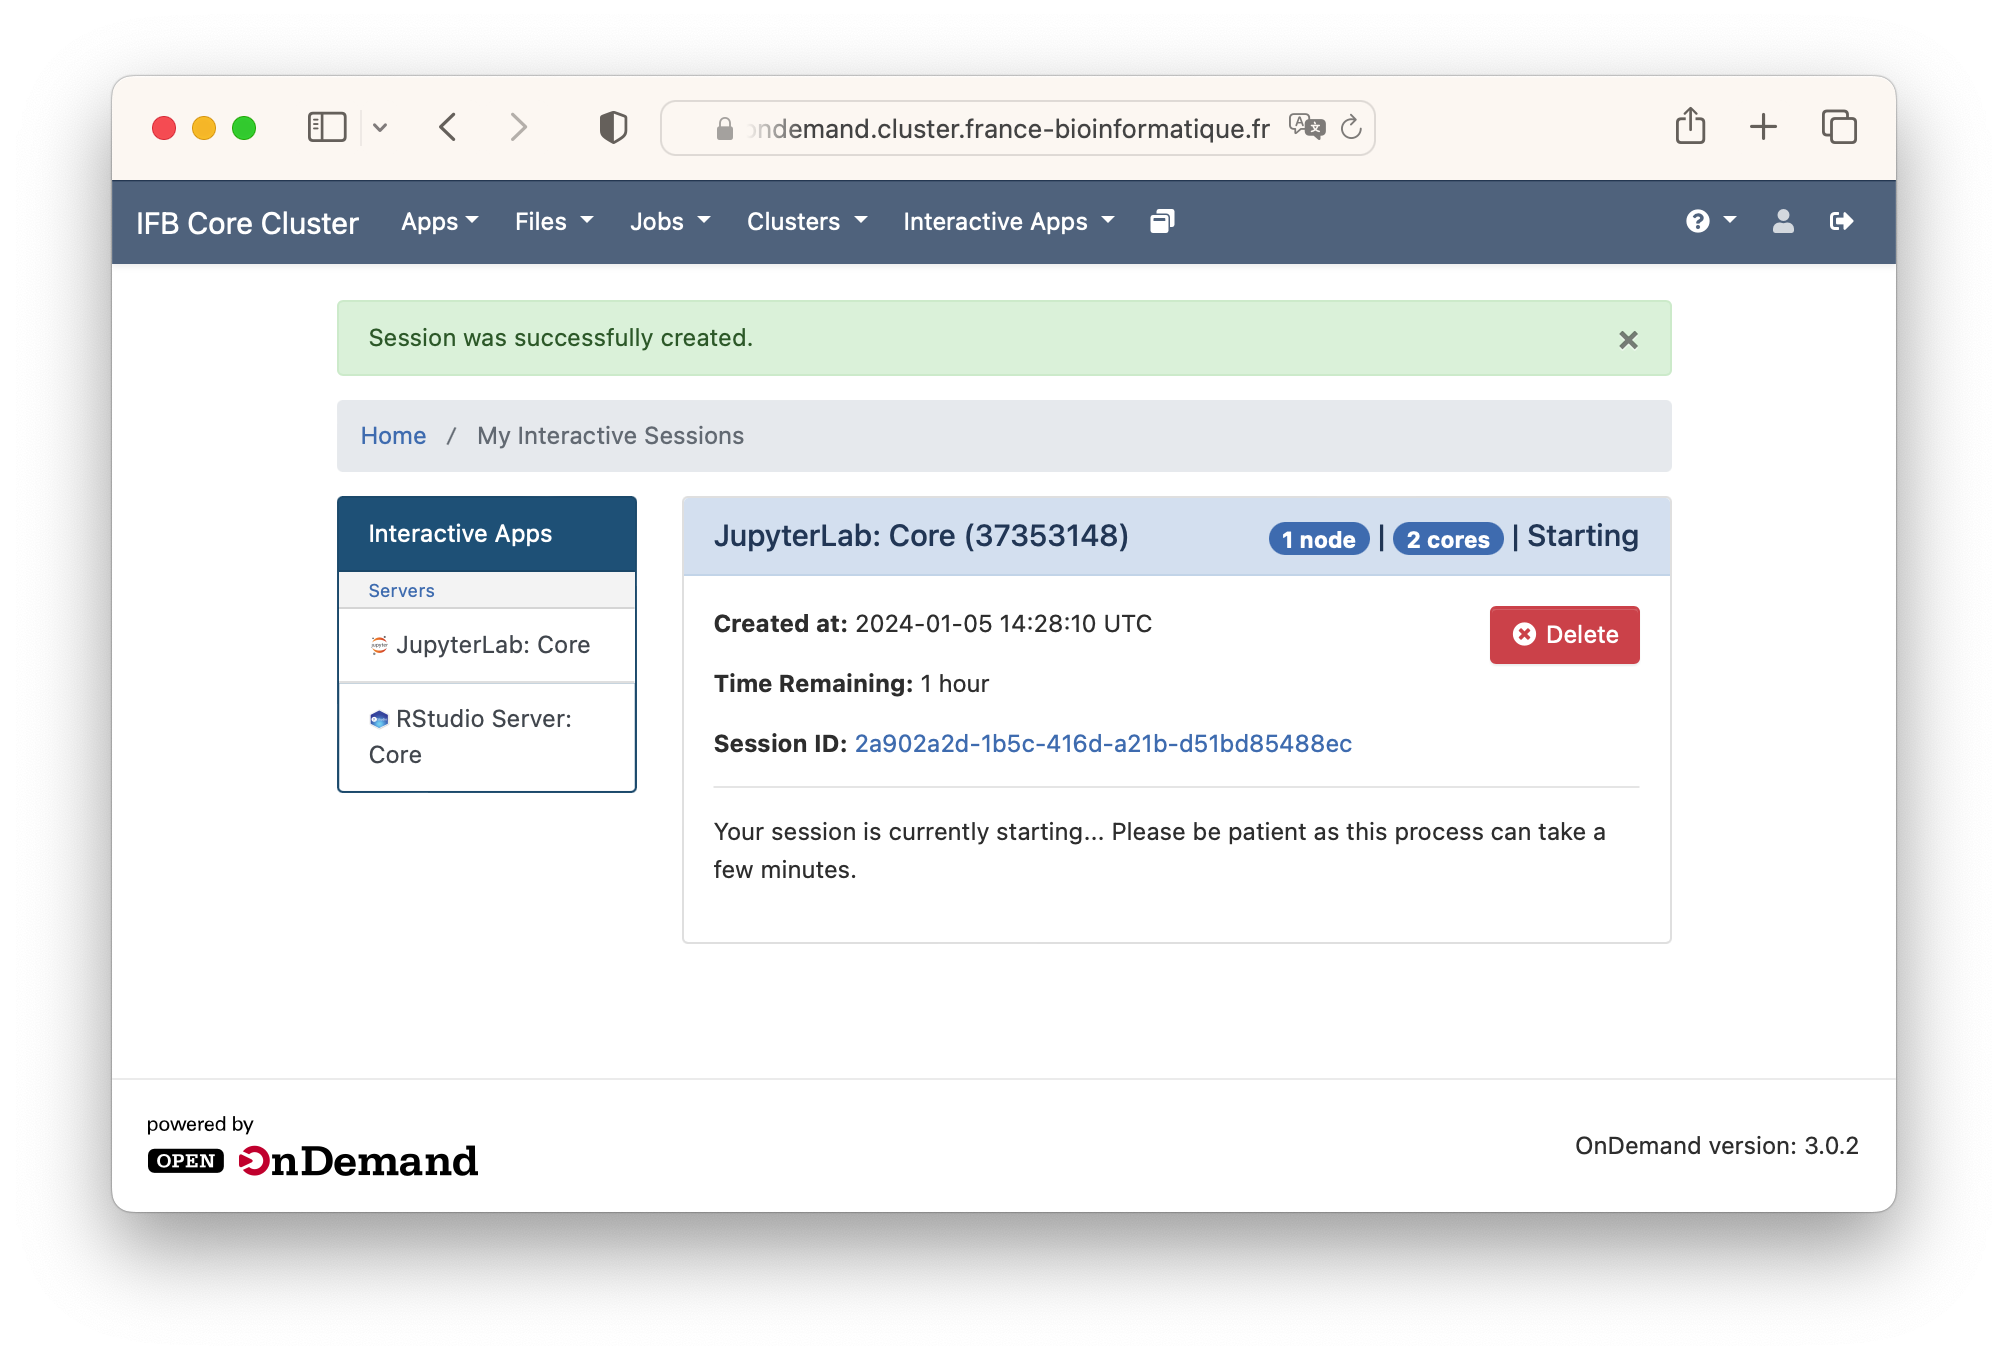 ondemand.cluster.france-bioinformatique.fr
IFB Core Cluster Apps Files Jobs Clusters Interactive Apps
Session was successfully created.
Home / My Interactive Sessions
Interactive Apps
Servers
JupyterLab: Core
RStudio Server:
Core
JupyterLab: Core (37353148) 1 node | 2 cores | Starting
Created at: 2024-01-05 14:28:10 UTC
Delete
Time Remaining: 1 hour
Session ID: 2a902a2d-1b5c-416d-a21b-d51bd85488ec
Your session is currently starting... Please be patient as this process can take a
few minutes.
powered by
OPEN OnDemand
OnDemand version: 3.0.2